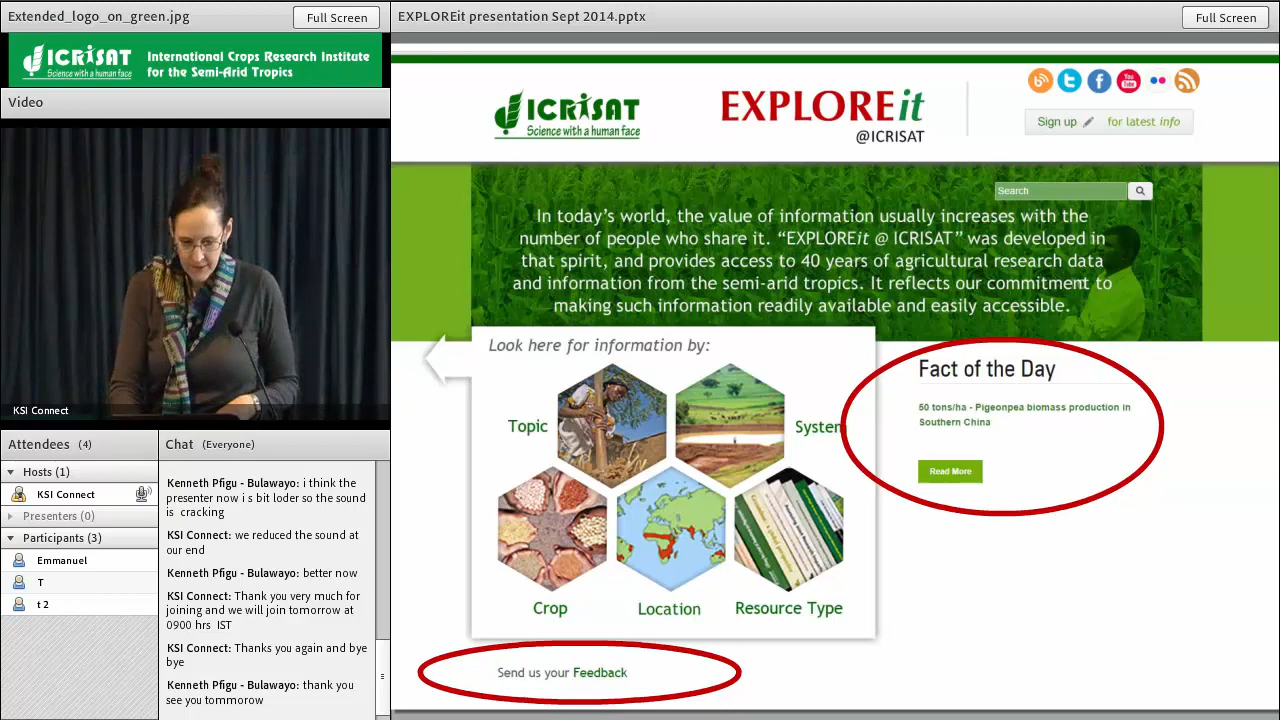 Extended_logo_on_green.jpg
Full Screen
ICRISAT
Science with a human face
International Crops Research Institute
for the Semi-Arid Tropics
Video
KSI Connect
Attendees (4)
Hosts (1)
KSI Connect
Presenters (0)
Participants (3)
Emmanuel
T
t 2
Chat (Everyone)
Kenneth Pfigu - Bulawayo: i think the
presenter now i s bit loder so the sound
is cracking
KSI Connect: we reduced the sound at
our end
Kenneth Pfigu - Bulawayo: better now
KSI Connect: Thank you very much for
joining and we will join tomorrow at
0900 hrs IST
KSI Connect: Thanks you again and bye
bye
Kenneth Pfigu - Bulawayo: thank you
see you tommorow
EXPLOREit presentation Sept 2014.pptx
Full Screen
ICRISAT
Science with a human face
EXPLOREit
@ICRISAT
You
Tube
Sign up for latest info
Search
In today's world, the value of information usually increases with the
number of people who share it. “EXPLOREit @ ICRISAT” was developed in
that spirit, and provides access to 40 years of agricultural research data
and information from the semi-arid tropics. It reflects our commitment to
making such information readily available and easily accessible.
Look here for information by:
Topic
System
Crop
Location
Resource Type
Fact of the Day
50 tons/ha - Pigeonpea biomass production in
Southern China
Read More
Send us your Feedback